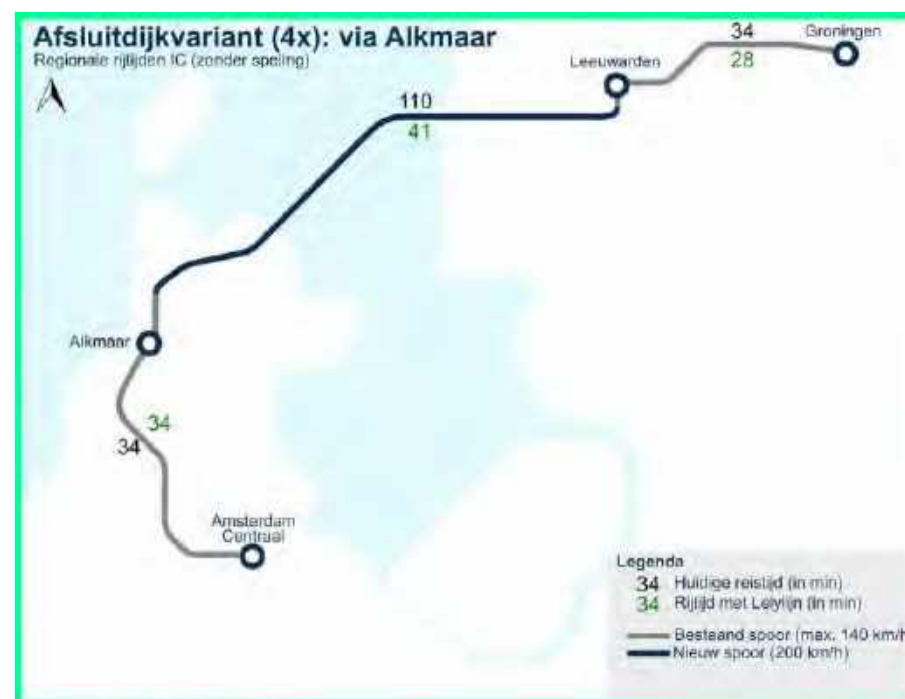 Afsluitdijkvariant (4x): via Alkmaar
Regionale rijtijden IC (zonder speling)
34
Groningen
Leeuwarden
28
110
41
Alkmaar
34
34
Amsterdam
Centraal
Legenda
34 Huidige reistijd (in min)
34 Rijtijd met Lelylijn (in min)
Bestaand spoor (max. 140 km/h
Nieuw spoor (200 km/h)